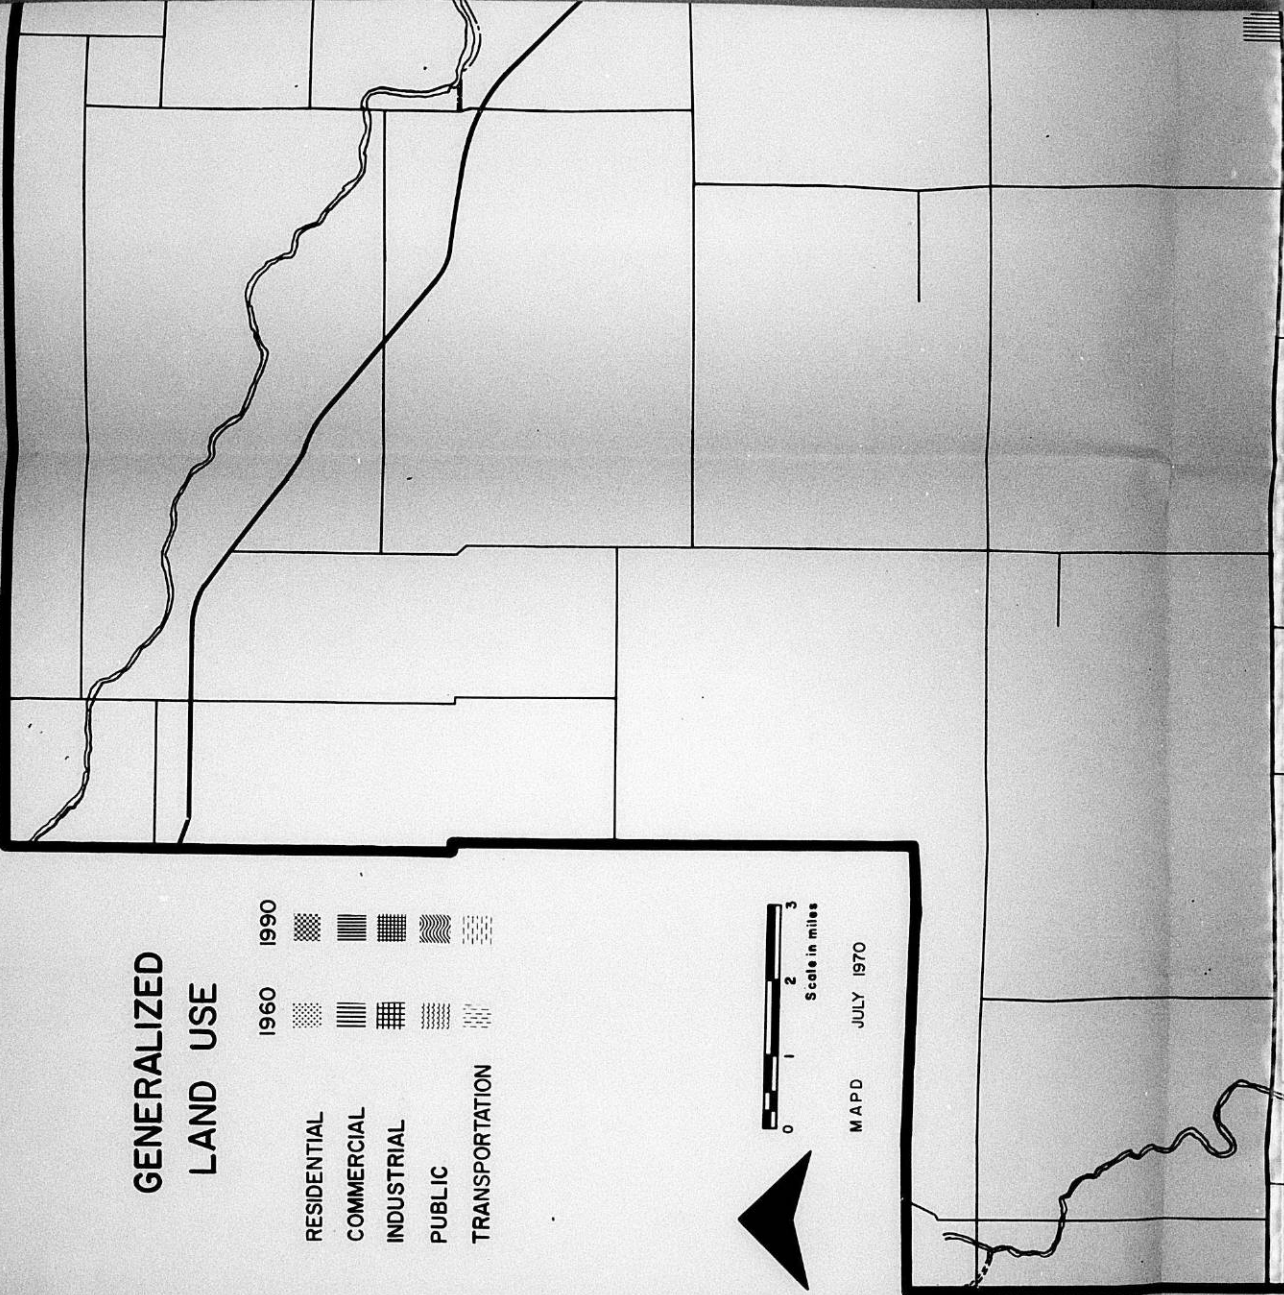 GENERALIZED
LAND USE
1960 1990
RESIDENTIAL
COMMERCIAL
INDUSTRIAL
PUBLIC
TRANSPORTATION
0 1 2 3
Scale in miles
MAPD JULY 1970